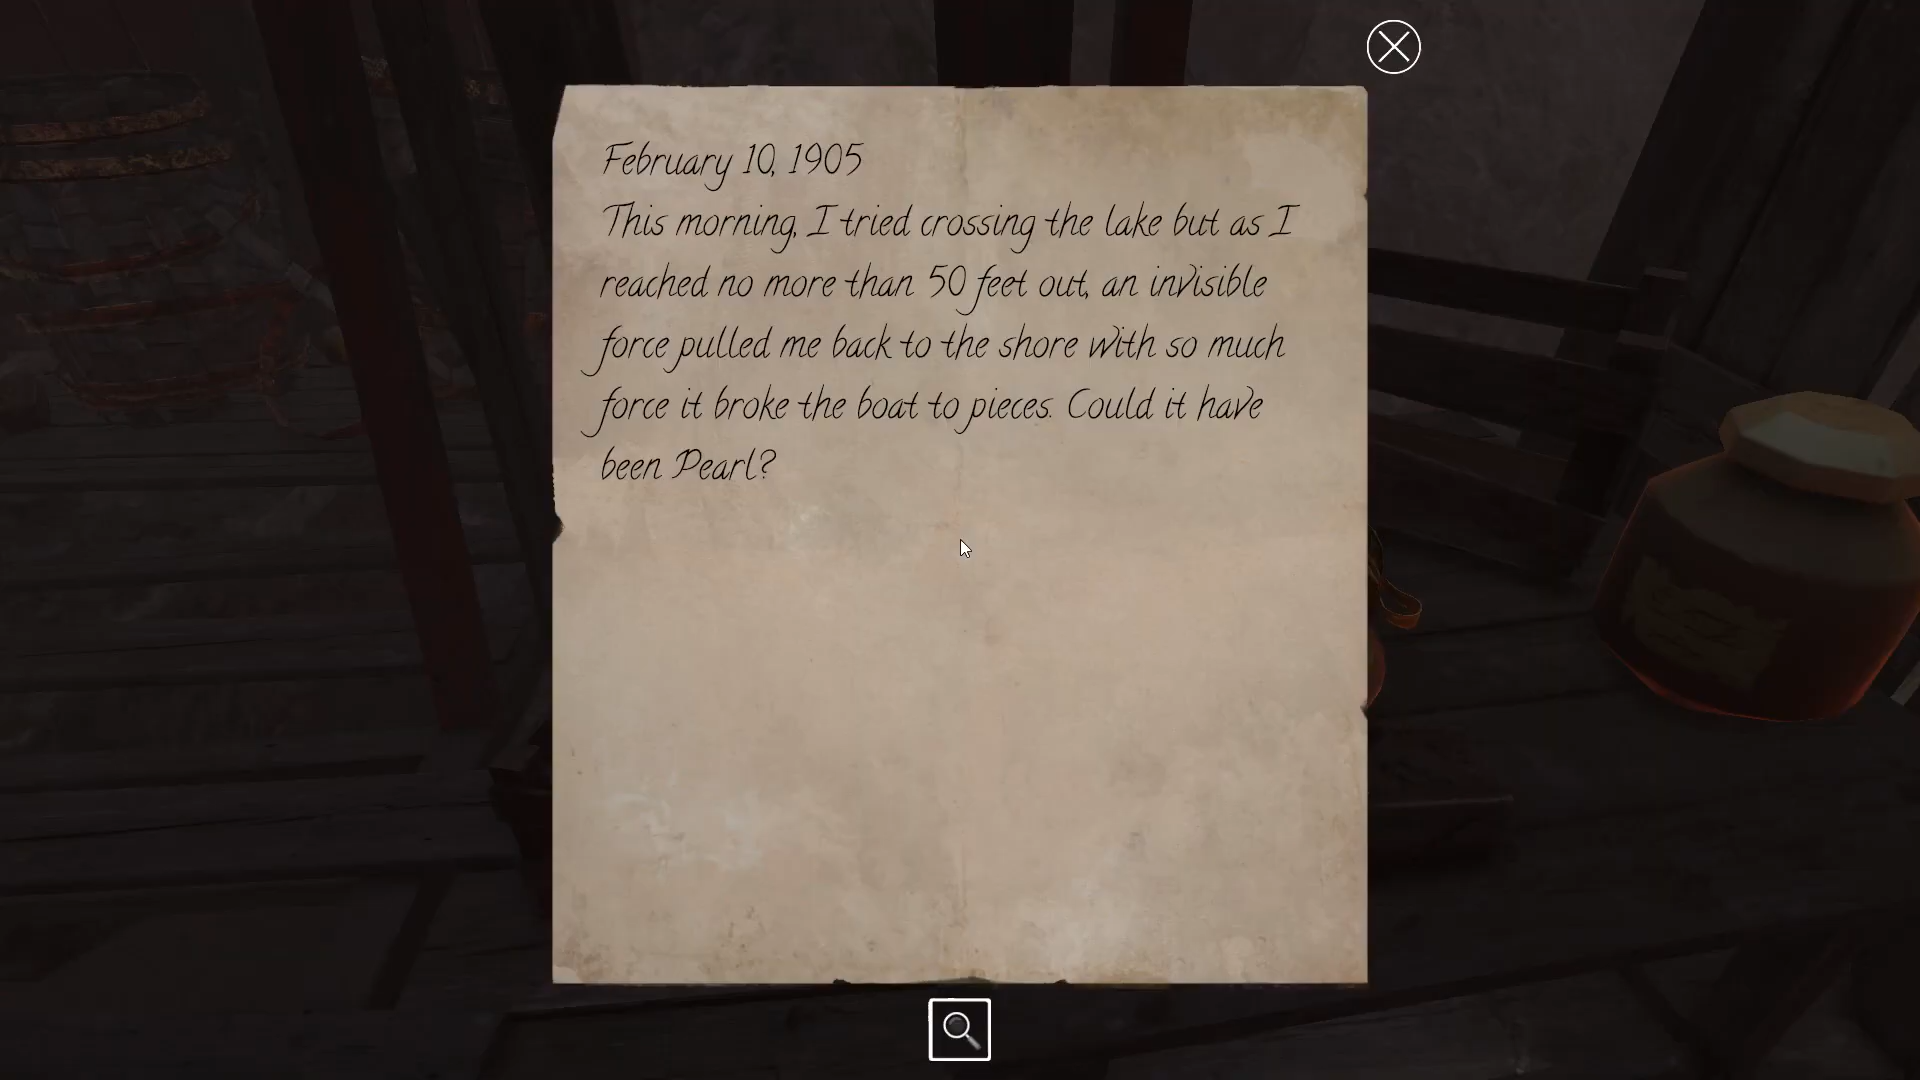 February 10, 1905
This morning, I tried crossing the lake but as I
reached no more than 50 feet out, an invisible
force pulled me back to the shore with so much
force it broke the boat to pieces. Could it have
been Pearl?